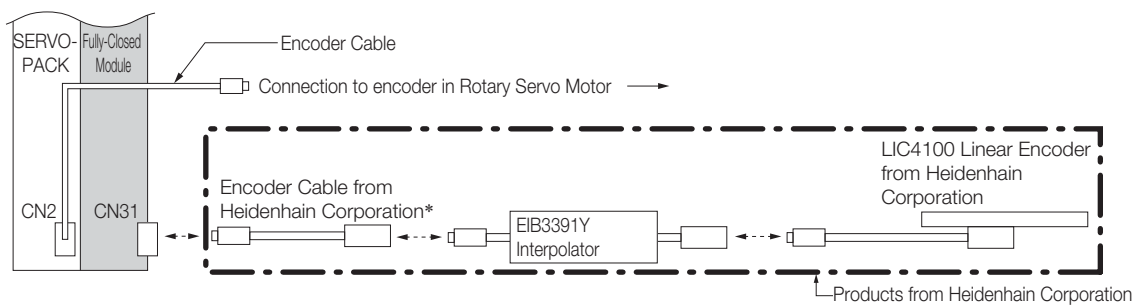 SERVO-
PACK
Fully-Closed
Module
Encoder Cable
Connection to encoder in Rotary Servo Motor
LIC4100 Linear Encoder
from Heidenhain
Corporation
Encoder Cable from
Heidenhain Corporation*
CN2
CN31
EIB3391Y
Interpolator
Products from Heidenhain Corporation